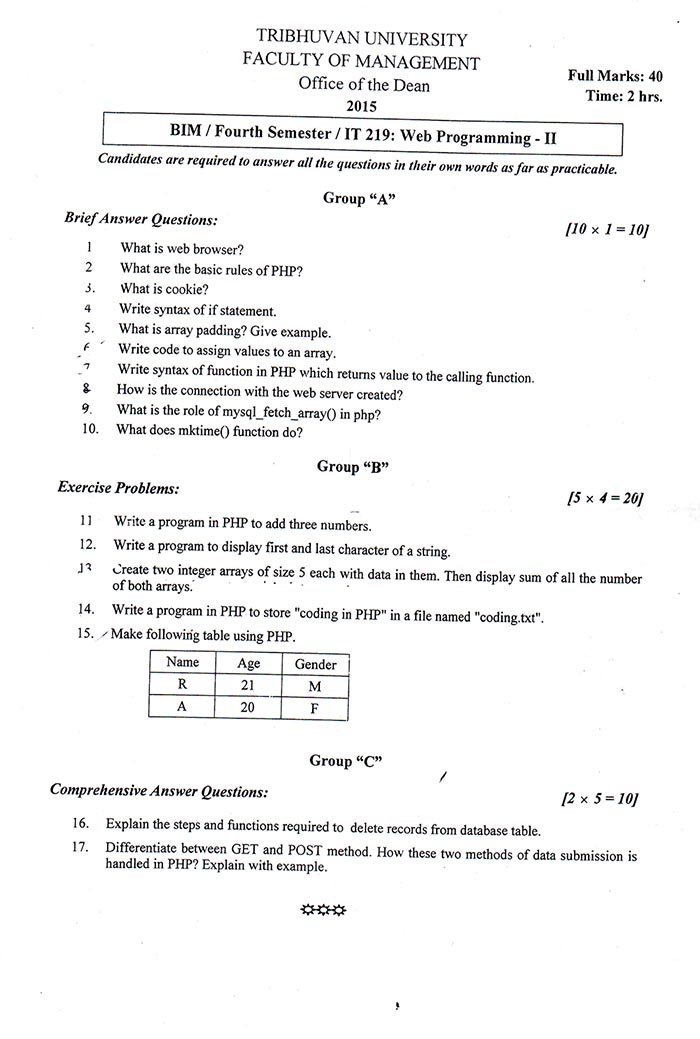 TRIBHUVAN UNIVERSITY
FACULTY OF MANAGEMENT
Office of the Dean
2015
Full Marks: 40
Time: 2 hrs.
BIM / Fourth Semester / IT 219: Web Programming - II
Candidates are required to answer all the questions in their own words as far as practicable.
Group “A”
Brief Answer Questions: [10 × 1 = 10]
1 What is web browser?
2 What are the basic rules of PHP?
3. What is cookie?
4 Write syntax of if statement.
5. What is array padding? Give example.
6 Write code to assign values to an array.
7 Write syntax of function in PHP which returns value to the calling function.
8 How is the connection with the web server created?
9. What is the role of mysql_fetch_array() in php?
10. What does mktime() function do?
Group “B”
Exercise Problems: [5 × 4 = 20]
11 Write a program in PHP to add three numbers.
12. Write a program to display first and last character of a string.
13 Create two integer arrays of size 5 each with data in them. Then display sum of all the number
of both arrays.
14. Write a program in PHP to store "coding in PHP" in a file named "coding.txt".
15. Make following table using PHP.
Name Age Gender
R 21 M
A 20 F
Group “C”
Comprehensive Answer Questions: [2 × 5 = 10]
16. Explain the steps and functions required to delete records from database table.
17. Differentiate between GET and POST method. How these two methods of data submission is
handled in PHP? Explain with example.